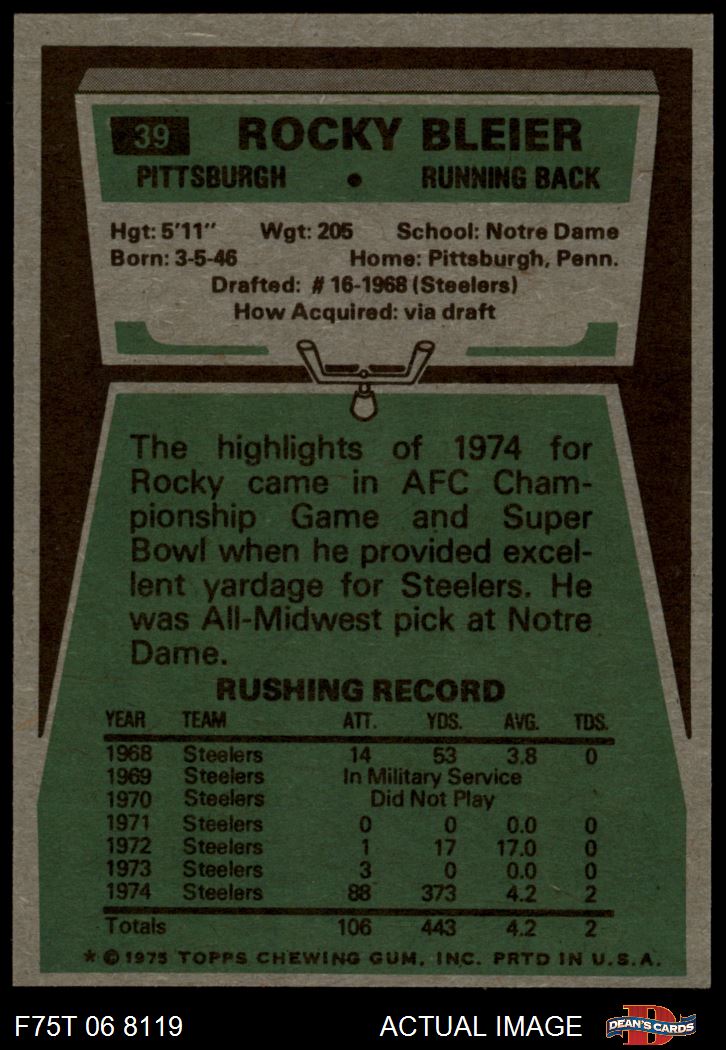 39 ROCKY BLEIER
PITTSBURGH • RUNNING BACK
Hgt: 5'11" Wgt: 205 School: Notre Dame
Born: 3-5-46 Home: Pittsburgh, Penn.
Drafted: # 16-1968 (Steelers)
How Acquired: via draft
The highlights of 1974 for
Rocky came in AFC Cham-
pionship Game and Super
Bowl when he provided excel-
lent yardage for Steelers. He
was All-Midwest pick at Notre
Dame.
RUSHING RECORD
YEAR TEAM ATT. YDS. AVG. TDS.
1968 Steelers 14 53 3.8 0
1969 Steelers In Military Service
1970 Steelers Did Not Play
1971 Steelers 0 0 0.0 0
1972 Steelers 1 17 17.0 0
1973 Steelers 3 0 0.0 0
1974 Steelers 88 373 4.2 2
Totals 106 443 4.2 2
* © 1975 TOPPS CHEWING GUM, INC. PRTD IN U.S.A.
F75T 06 8119 ACTUAL IMAGE DEAN'S CARDS